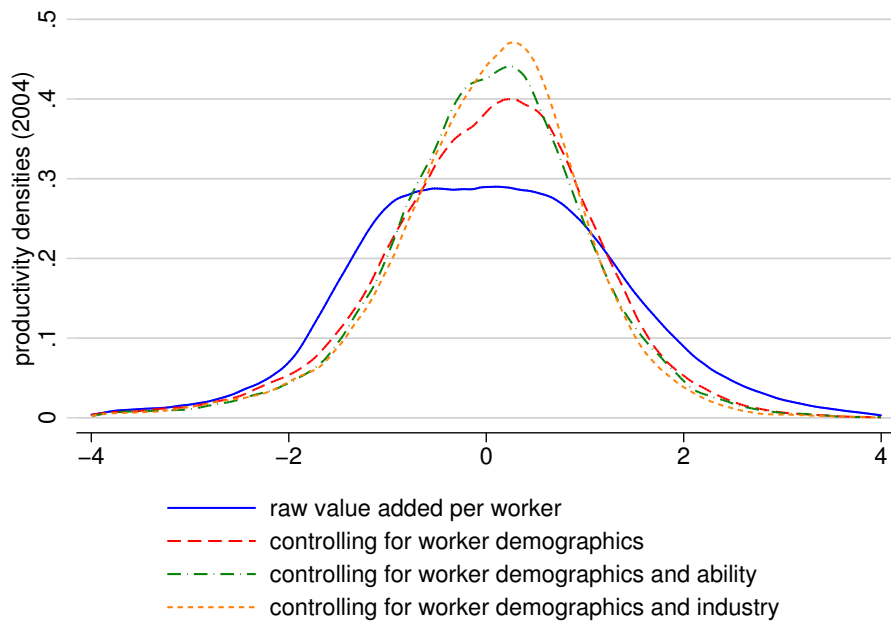 .5
.4
.3
.2
.1
0
productivity densities (2004)
−4
−2
0
2
4
raw value added per worker
controlling for worker demographics
controlling for worker demographics and ability
controlling for worker demographics and industry